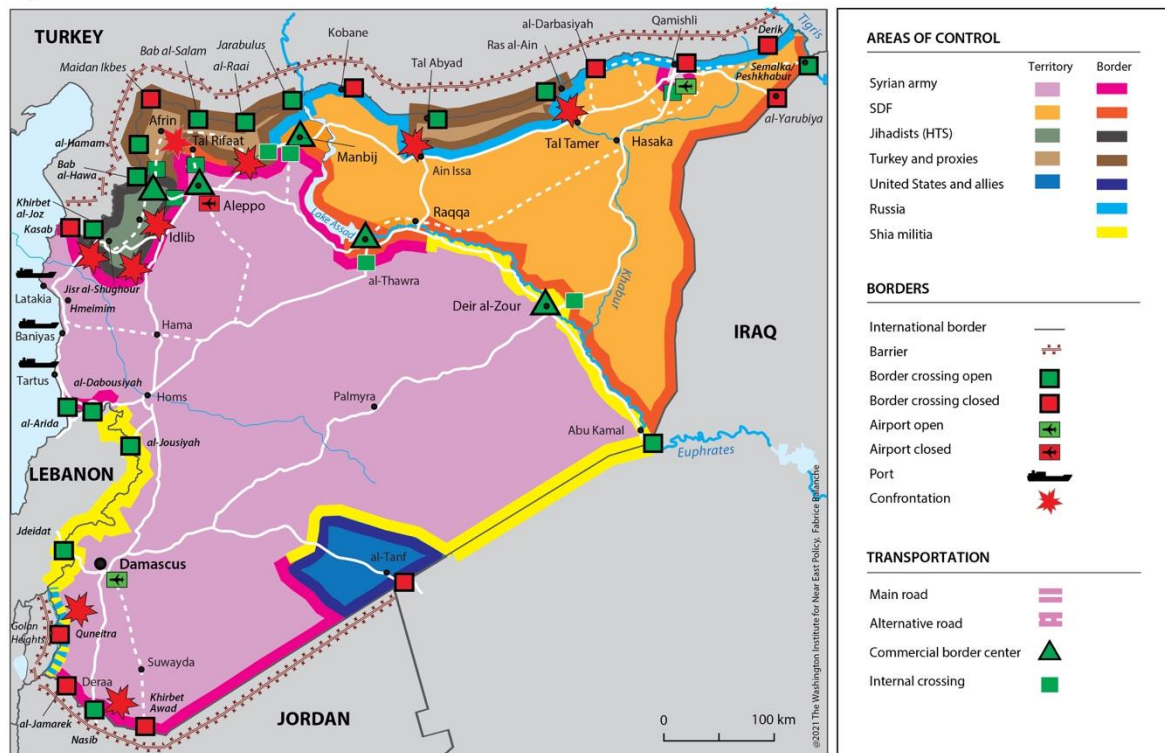 TURKEY
Maidan Ikbes
Bab al-Salam
al-Raai
Jarabulus
Kobane
Tal Abyad
al-Darbasiyah
Ras al-Ain
Qamishli
Derik
Tigris
Semalka/
Peshkhabur
al-Yarubiya
Afrin
Tal Rifaat
al-Hamam
Bab
al-Hawa
Manbij
Ain Issa
Tal Tamer
Hasaka
Khirbet
al-Joz
Kasab
Aleppo
Idlib
Lake Assad
Raqqa
al-Thawra
Khabur
Jisr al-Shughour
Latakia
Hmeimim
Deir al-Zour
IRAQ
Baniyas
Hama
Tartus
al-Dabousiyah
Homs
Palmyra
al-Arida
al-Jousiyah
Abu Kamal
Euphrates
LEBANON
Jdeidat
Damascus
al-Tanf
Golan
Heights
Quneitra
Suwayda
Deraa
Khirbet
Awad
al-Jamarek
Nasib
JORDAN
0 100 km
©2021 The Washington Institute for Near East Policy, Fabrice Balanche
AREAS OF CONTROL
Territory Border
Syrian army
SDF
Jihadists (HTS)
Turkey and proxies
United States and allies
Russia
Shia militia
BORDERS
International border
Barrier
Border crossing open
Border crossing closed
Airport open
Airport closed
Port
Confrontation
TRANSPORTATION
Main road
Alternative road
Commercial border center
Internal crossing